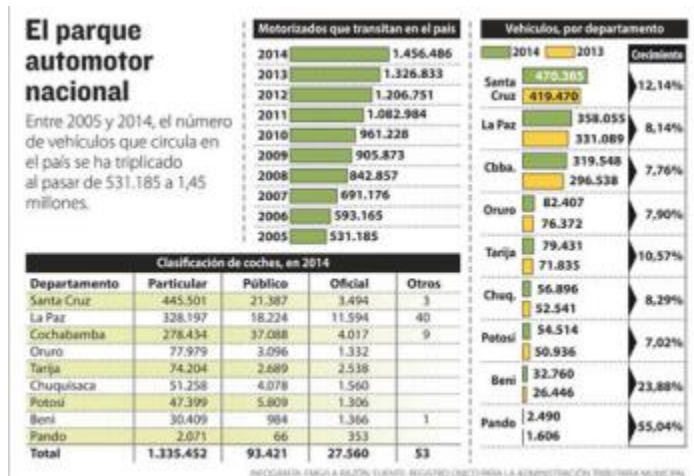 El parque
automotor
nacional
Entre 2005 y 2014, el número
de vehículos que circula en
el país se ha triplicado
al pasar de 531.185 a 1,45
millones.
Motorizados que transitan en el país
2014 1.456.486
2013 1.326.833
2012 1.206.751
2011 1.082.984
2010 961.228
2009 905.873
2008 842.857
2007 691.176
2006 593.165
2005 531.185
Clasificación de coches, en 2014
Departamento Particular Público Oficial Otros
Santa Cruz 445.501 21.387 3.494 3
La Paz 328.197 18.224 11.594 40
Cochabamba 278.434 37.088 4.017 9
Oruro 77.979 3.096 1.332
Tarija 74.204 2.689 2.538
Chuquisaca 51.258 4.078 1.560
Potosí 47.399 5.809 1.306
Beni 30.409 984 1.366 1
Pando 2.071 66 353
Total 1.335.452 93.421 27.560 53
Vehículos, por departamento
2014 2013 Crecimiento
Santa Cruz 470.385 419.470 12,14%
La Paz 358.055 331.089 8,14%
Cbba. 319.548 296.538 7,76%
Oruro 82.407 76.372 7,90%
Tarija 79.431 71.835 10,57%
Chuq. 56.896 52.541 8,29%
Potosí 54.514 50.936 7,02%
Beni 32.760 26.446 23,88%
Pando 2.490 1.606 55,04%